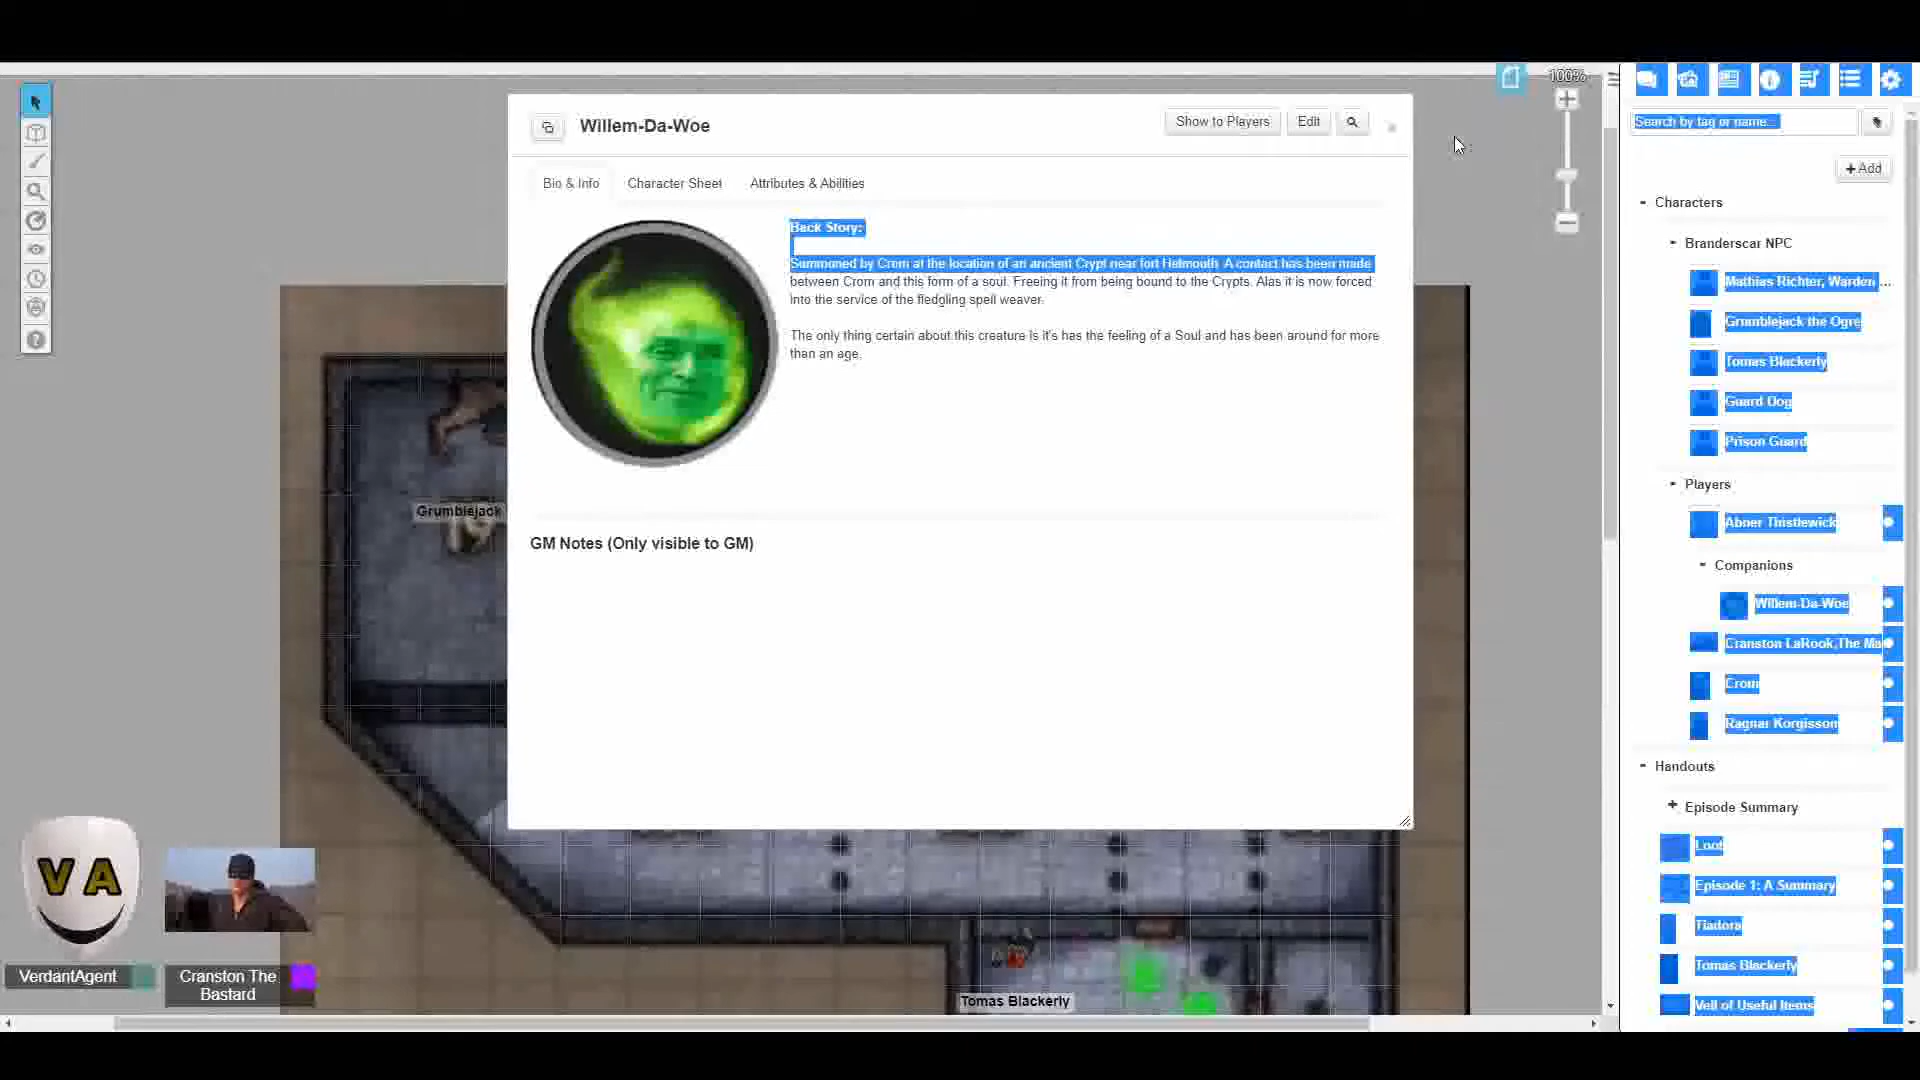 100%
Willem-Da-Woe
Show to Players
Edit
Search by tag or name...
Add
Bio & Info
Character Sheet
Attributes & Abilities
Back Story:
Summoned by Crom at the location of an ancient Crypt near fort Helmouth. A contact has been made
between Crom and this form of a soul. Freeing it from being bound to the Crypts. Alas it is now forced
into the service of the fledgling spell weaver.
The only thing certain about this creature is it's has the feeling of a Soul and has been around for more
than an age.
GM Notes (Only visible to GM)
Characters
Branderscar NPC
Mathias Richter, Warden ...
Grumblejack the Ogre
Tomas Blackerly
Guard Dog
Prison Guard
Players
Abner Thistlewick
Companions
Willem-Da-Woe
Cranston LaRook,The Ma
Crom
Ragnar Korgisson
Handouts
Episode Summary
Loot
Episode 1: A Summary
Tiadora
Tomas Blackerly
Veil of Useful Items
Grumblejack
Tomas Blackerly
VA
VerdantAgent
Cranston The
Bastard